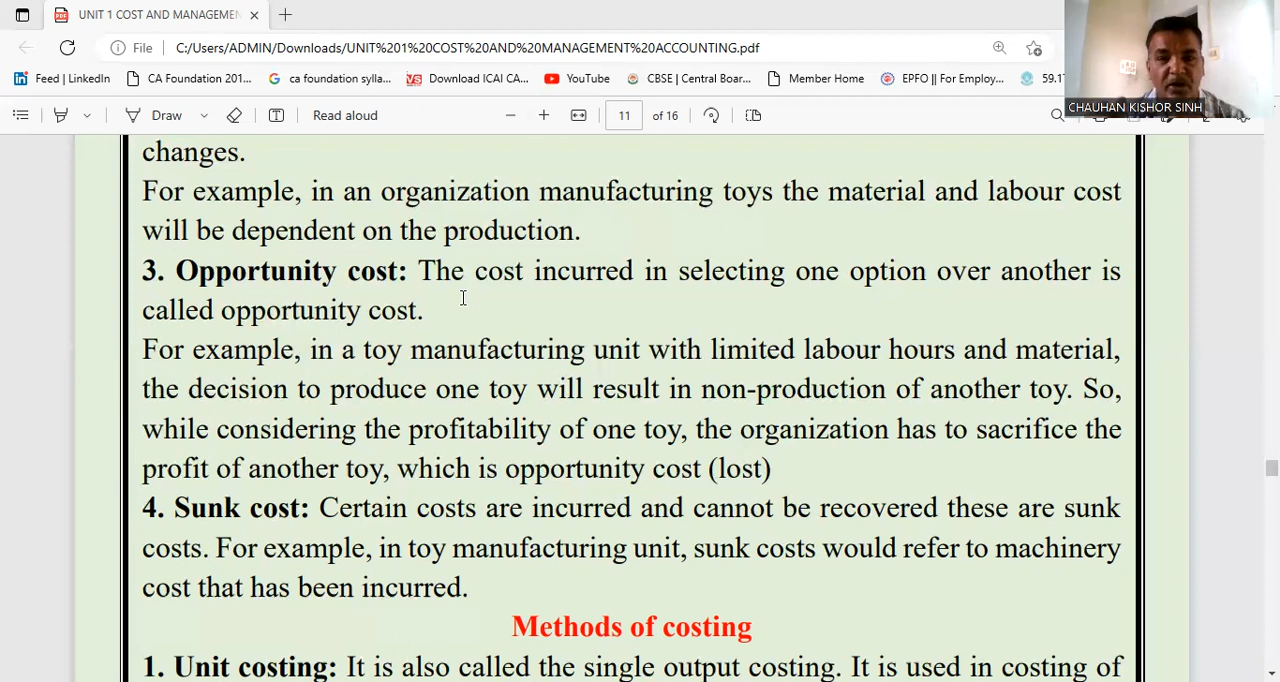 UNIT 1 COST AND MANAGEMEN
File
C:/Users/ADMIN/Downloads/UNIT%201%20COST%20AND%20MANAGEMENT%20ACCOUNTING.pdf
Feed | LinkedIn
CA Foundation 201...
ca foundation sylla...
Download ICAI CA...
YouTube
CBSE | Central Boar...
Member Home
EPFO || For Employ...
59.1
CHAUHAN KISHOR SINH
Draw
Read aloud
11 of 16
changes.
For example, in an organization manufacturing toys the material and labour cost
will be dependent on the production.
3. Opportunity cost: The cost incurred in selecting one option over another is
called opportunity cost.
For example, in a toy manufacturing unit with limited labour hours and material,
the decision to produce one toy will result in non-production of another toy. So,
while considering the profitability of one toy, the organization has to sacrifice the
profit of another toy, which is opportunity cost (lost)
4. Sunk cost: Certain costs are incurred and cannot be recovered these are sunk
costs. For example, in toy manufacturing unit, sunk costs would refer to machinery
cost that has been incurred.
Methods of costing
1. Unit costing: It is also called the single output costing. It is used in costing of